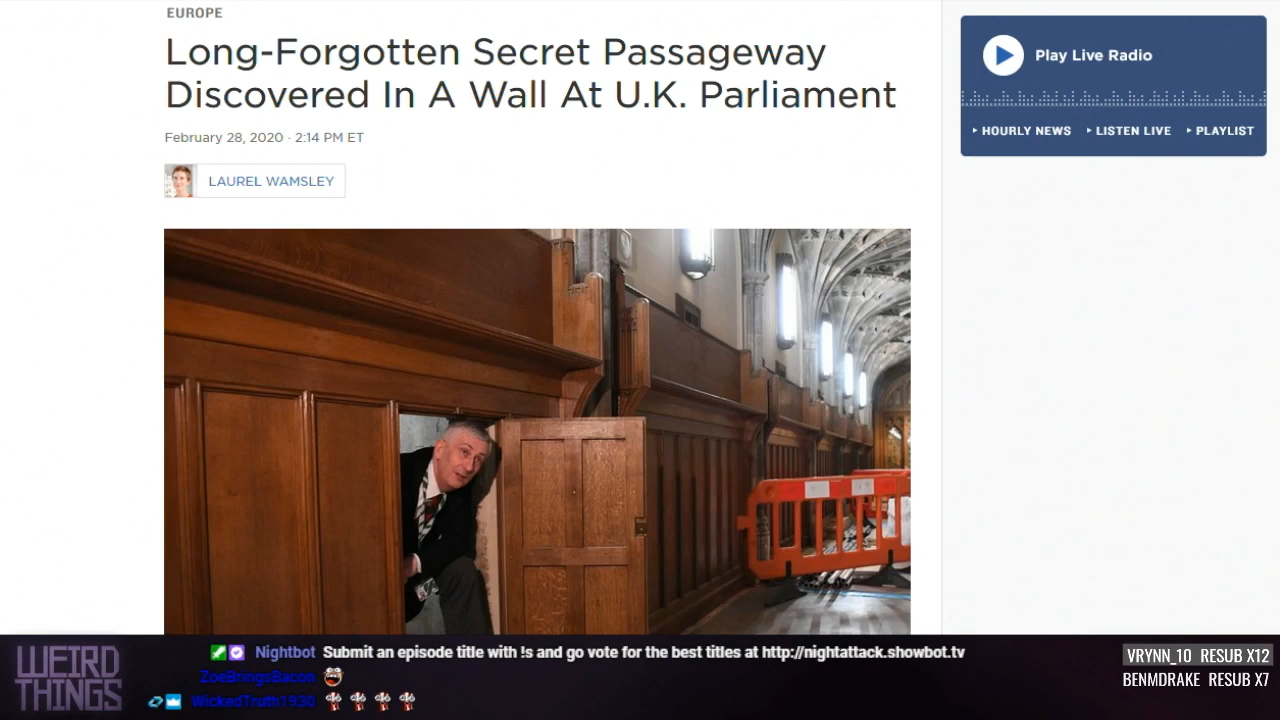 EUROPE
Long-Forgotten Secret Passageway
Discovered In A Wall At U.K. Parliament
February 28, 2020 · 2:14 PM ET
LAUREL WAMSLEY
Play Live Radio
HOURLY NEWS
LISTEN LIVE
PLAYLIST
WEIRD
THINGS
Nightbot Submit an episode title with !s and go vote for the best titles at http://nightattack.showbot.tv
ZoeBringsBacon
WickedTruth1930
VRYNN_10 RESUB X12
BENMDRAKE RESUB X7